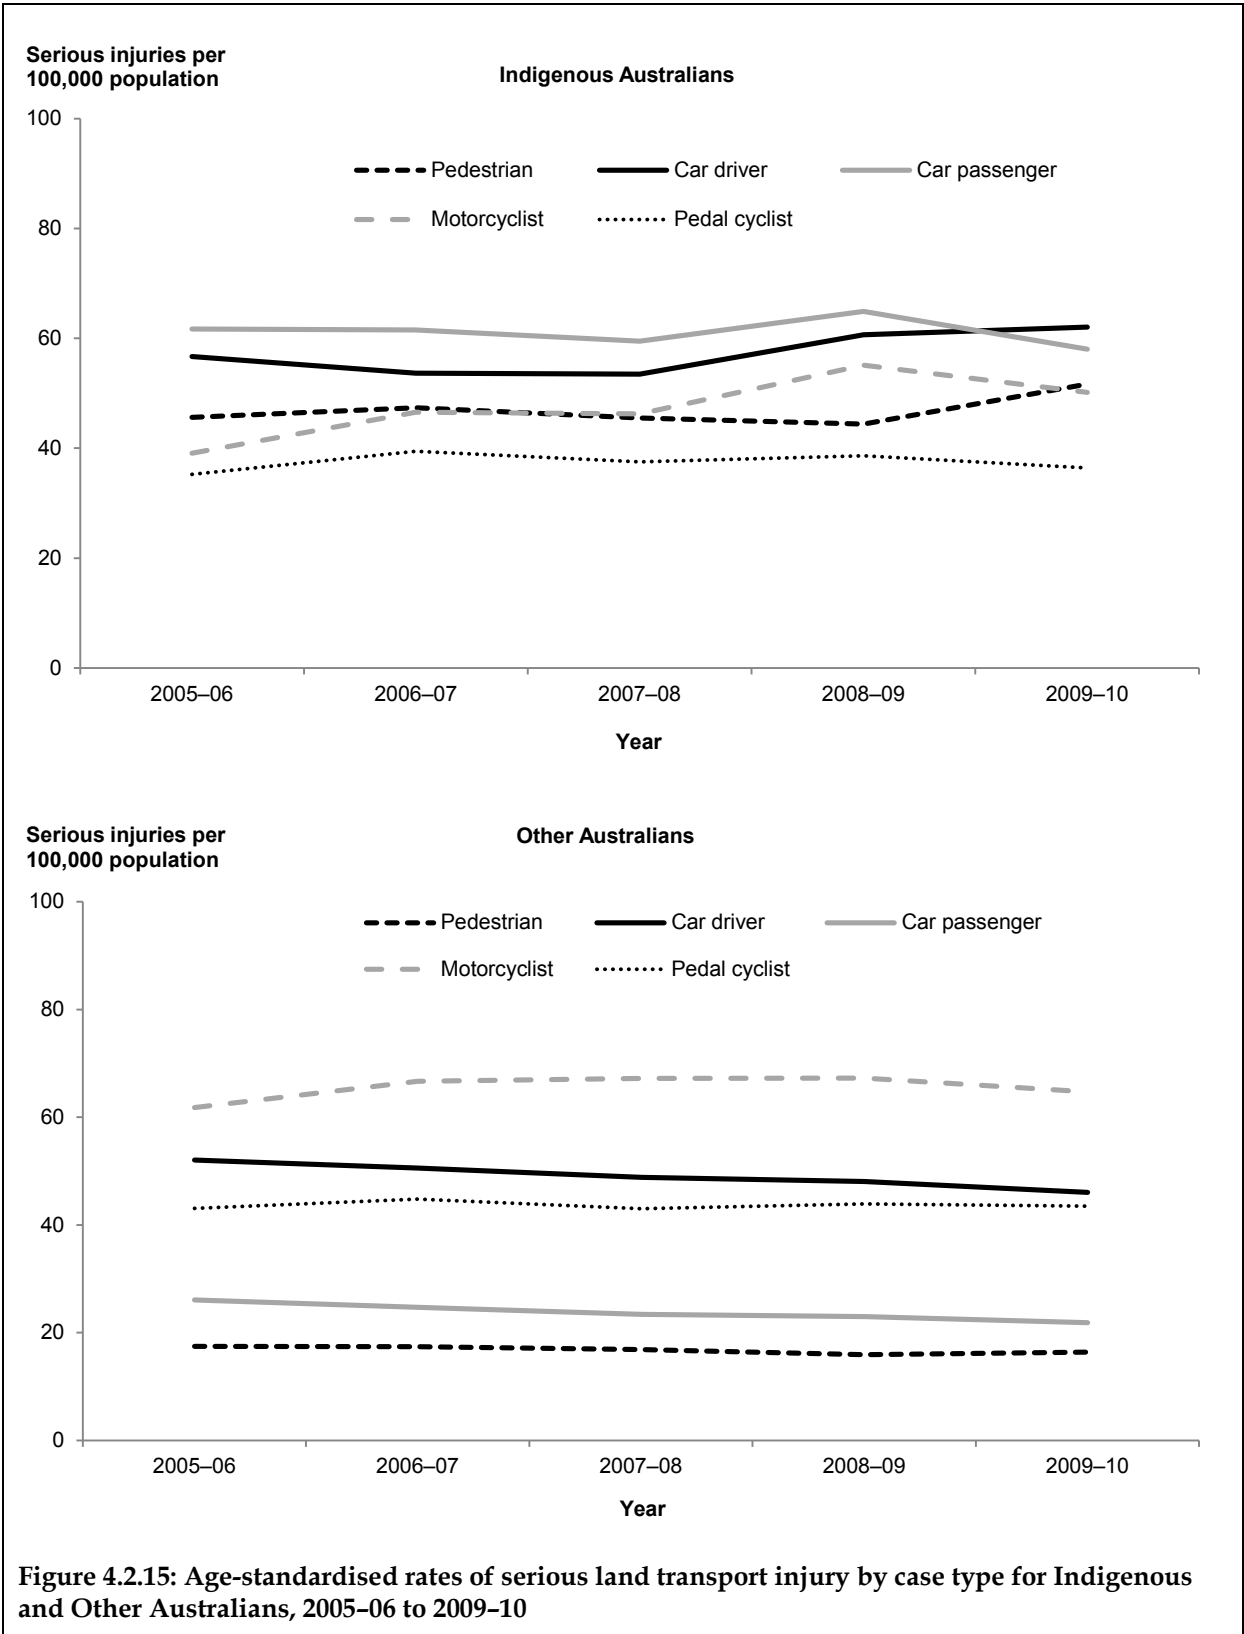 Serious injuries per
100,000 population
Indigenous Australians
100
Pedestrian Car driver Car passenger
Motorcyclist Pedal cyclist
80
60
40
20
0
2005–06 2006–07 2007–08 2008–09 2009–10
Year
Serious injuries per
100,000 population
Other Australians
100
Pedestrian Car driver Car passenger
Motorcyclist Pedal cyclist
80
60
40
20
0
2005–06 2006–07 2007–08 2008–09 2009–10
Year
Figure 4.2.15: Age-standardised rates of serious land transport injury by case type for Indigenous
and Other Australians, 2005–06 to 2009–10